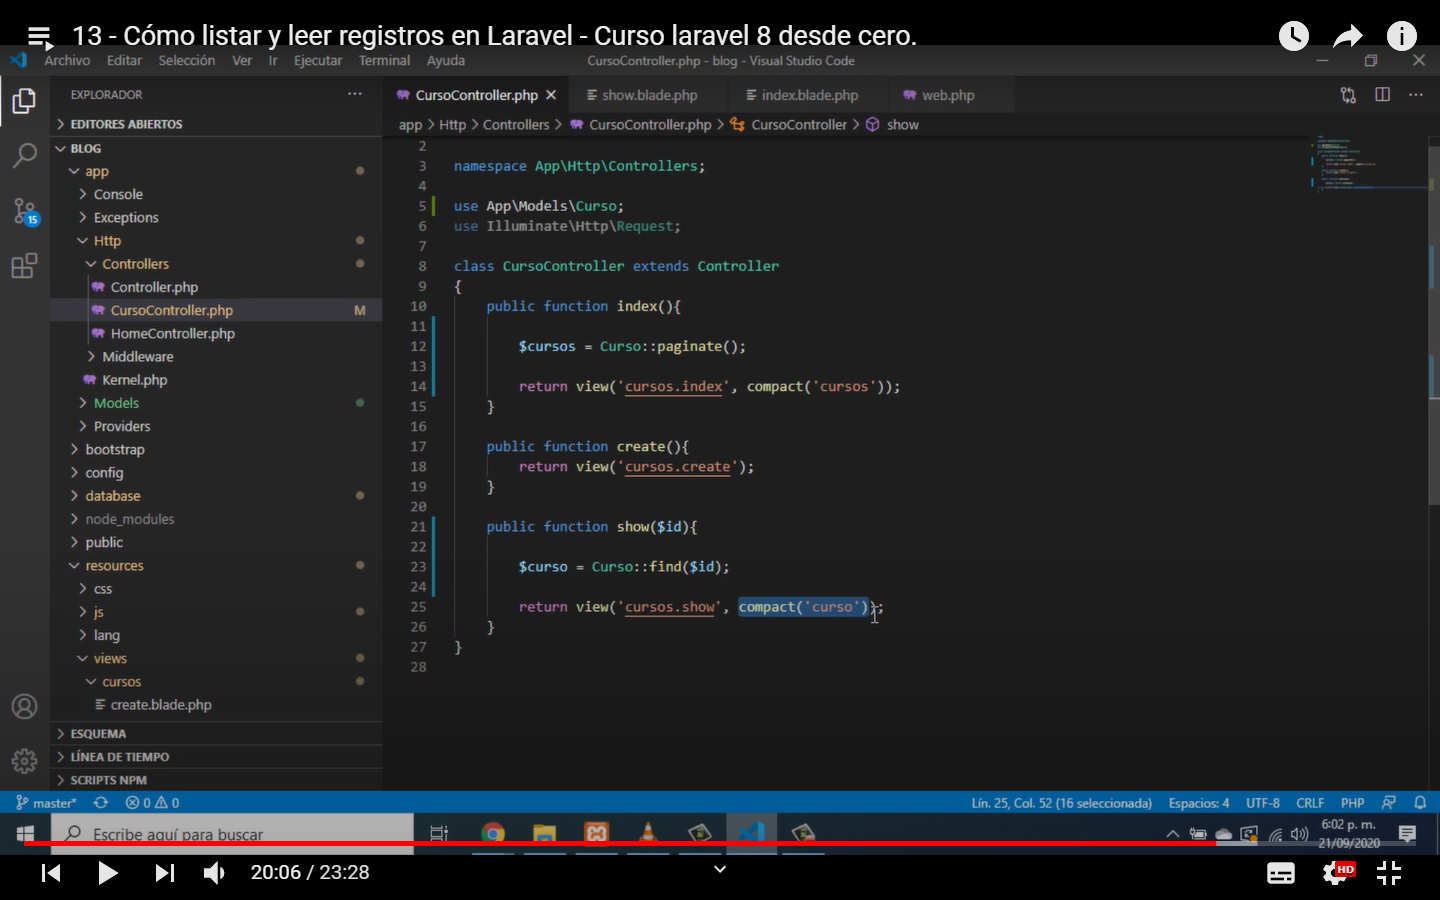 13 - Cómo listar y leer registros en Laravel - Curso laravel 8 desde cero.
Archivo Editar Selección Ver Ir Ejecutar Terminal Ayuda
CursoController.php - blog - Visual Studio Code
EXPLORADOR
CursoController.php
show.blade.php
index.blade.php
web.php
EDITORES ABIERTOS
app > Http > Controllers > CursoController.php > CursoController > show
BLOG
app
Console
Exceptions
Http
Controllers
Controller.php
CursoController.php M
HomeController.php
Middleware
Kernel.php
Models
Providers
bootstrap
config
database
node_modules
public
resources
css
js
lang
views
cursos
create.blade.php
ESQUEMA
LÍNEA DE TIEMPO
SCRIPTS NPM
15
2
3 namespace App\Http\Controllers;
4
5 use App\Models\Curso;
6 use Illuminate\Http\Request;
7
8 class CursoController extends Controller
9 {
10 public function index(){
11
12 $cursos = Curso::paginate();
13
14 return view('cursos.index', compact('cursos'));
15 }
16
17 public function create(){
18 return view('cursos.create');
19 }
20
21 public function show($id){
22
23 $curso = Curso::find($id);
24
25 return view('cursos.show', compact('curso'));
26 }
27 }
28
master* 0 0
Lín. 25, Col. 52 (16 seleccionada) Espacios: 4 UTF-8 CRLF PHP
Escribe aquí para buscar
6:02 p. m.
21/09/2020
20:06 / 23:28
HD